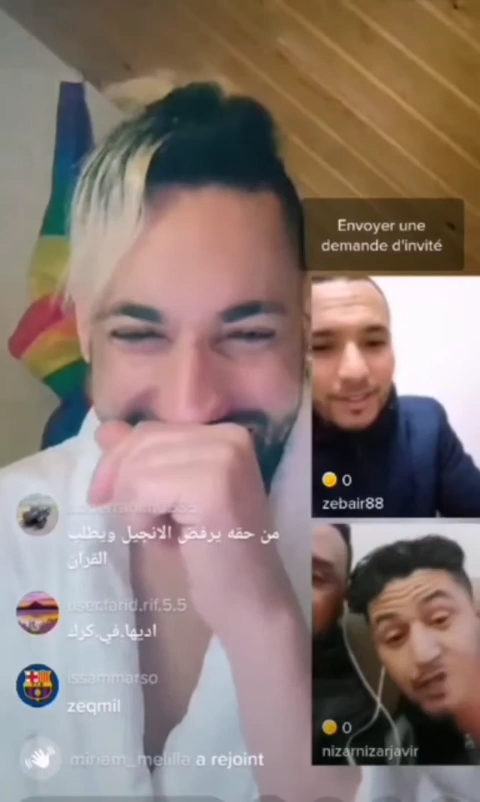 Envoyer une
demande d'invité
0
zebair88
من حقه يرفض الانجيل ويطلب
القرآن
user.farid.rif.5.5
اديها.في.كرك
issammarso
zeqmil
0
nizarnizarjavir
miriam_melilla a rejoint